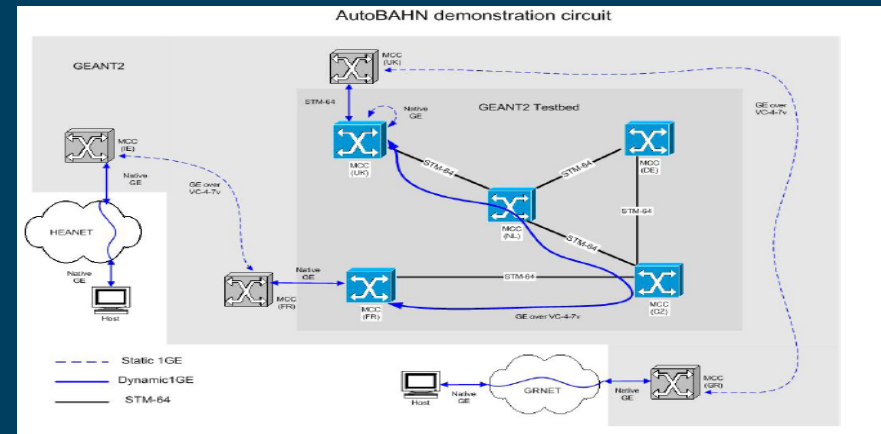 AutoBAHN demonstration circuit
GEANT2
MCC
(UK)
STM-64
Native
GE
GEANT2 Testbed
GE over
VC-4-7v
MCC
(IE)
Native
GE
GE over
VC-4-7v
MCC
(UK)
STM-64
STM-64
MCC
(DE)
MCC
(NL)
STM-64
STM-64
HEANET
Native
GE
Host
Native
GE
MCC
(FR)
MCC
(FR)
STM-64
GE over VC-4-7v
MCC
(CZ)
Static 1GE
Dynamic1GE
STM-64
Host
Native
GE
GRNET
Native
GE
MCC
(GR)